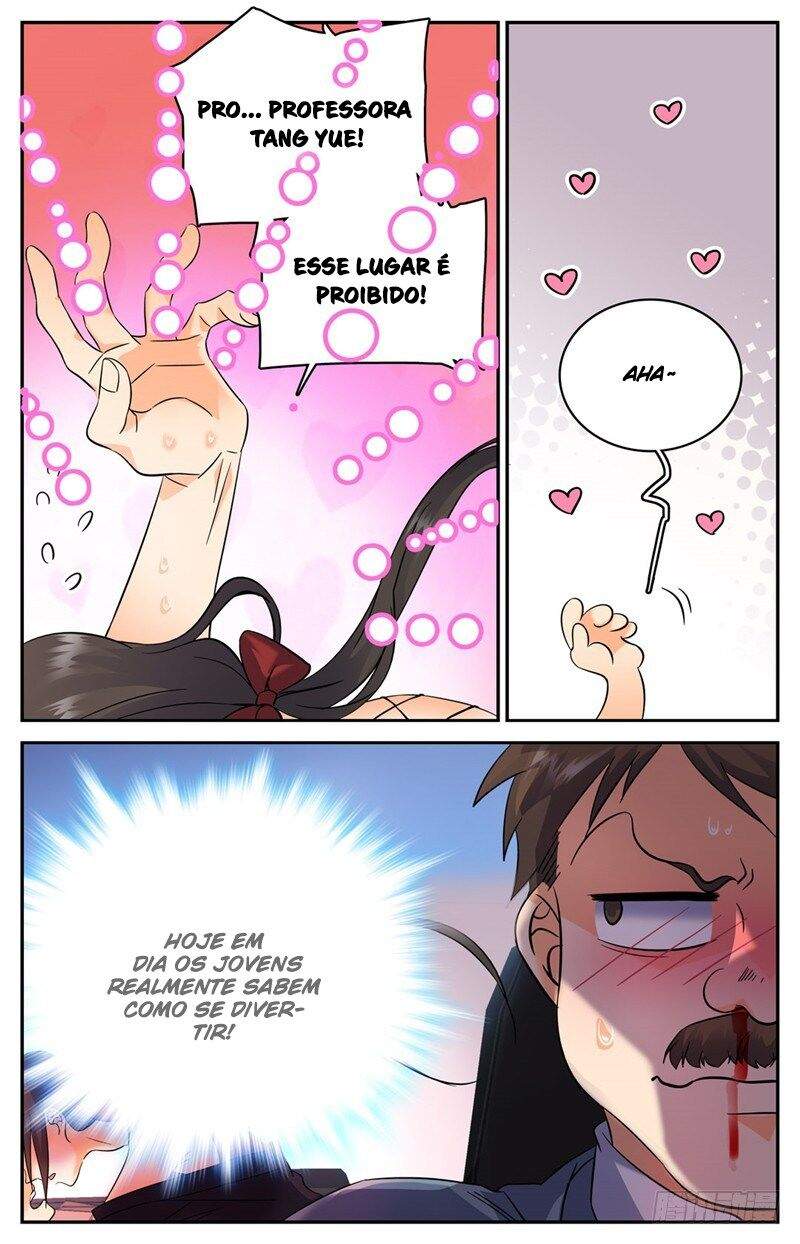 PRO... PROFESSORA
TANG YUE!
ESSE LUGAR É
PROIBIDO!
AHA~
HOJE EM
DIA OS JOVENS
REALMENTE SABEM
COMO SE DIVER-
TIR!